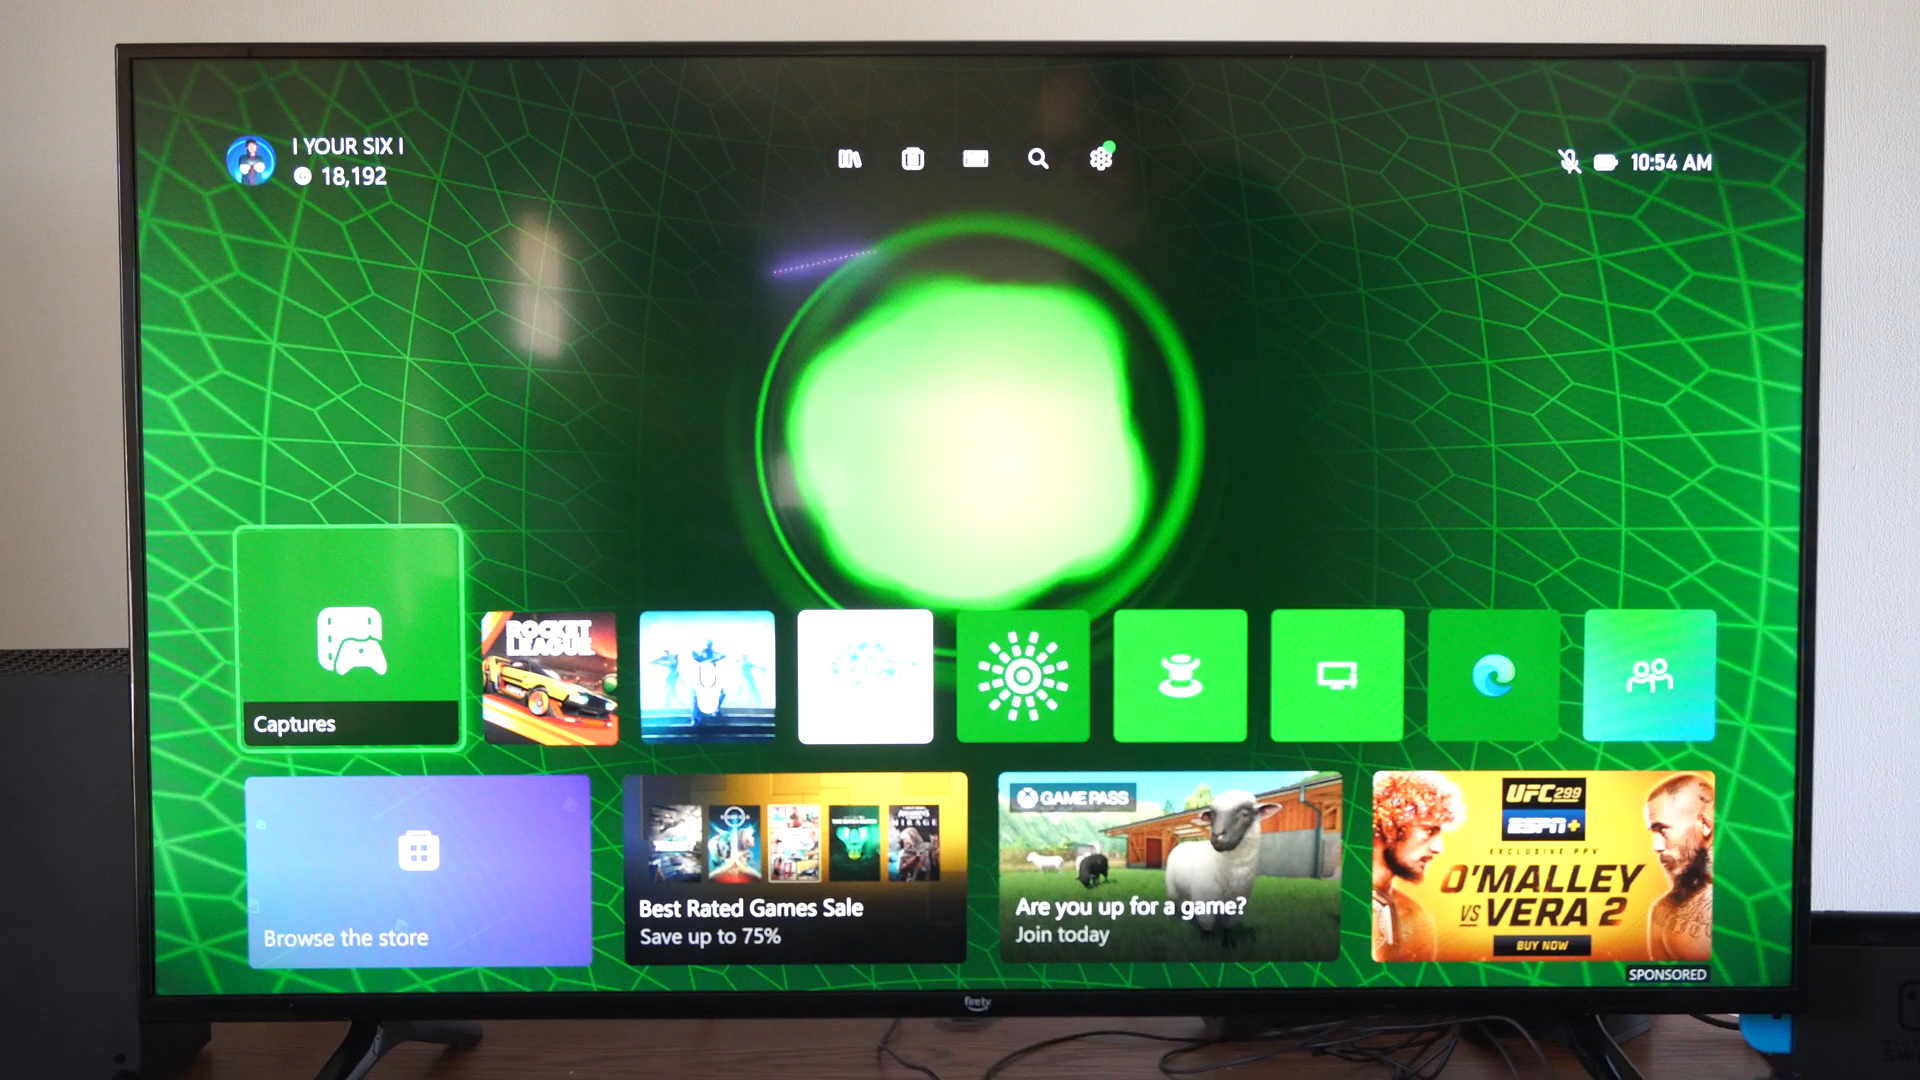 I YOUR SIX I
G 18,192
10:54 AM
Captures
ROCKET
LEAGUE
Browse the store
MIRAGE
Best Rated Games Sale
Save up to 75%
GAME PASS
Are you up for a game?
Join today
UFC 299
ESPN+
EXCLUSIVE PPV
O'MALLEY
VS VERA 2
BUY NOW
SPONSORED
firetv